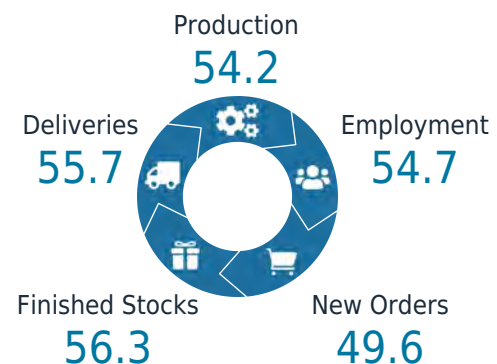 Production
54.2
Deliveries
55.7
Employment
54.7
Finished Stocks
56.3
New Orders
49.6